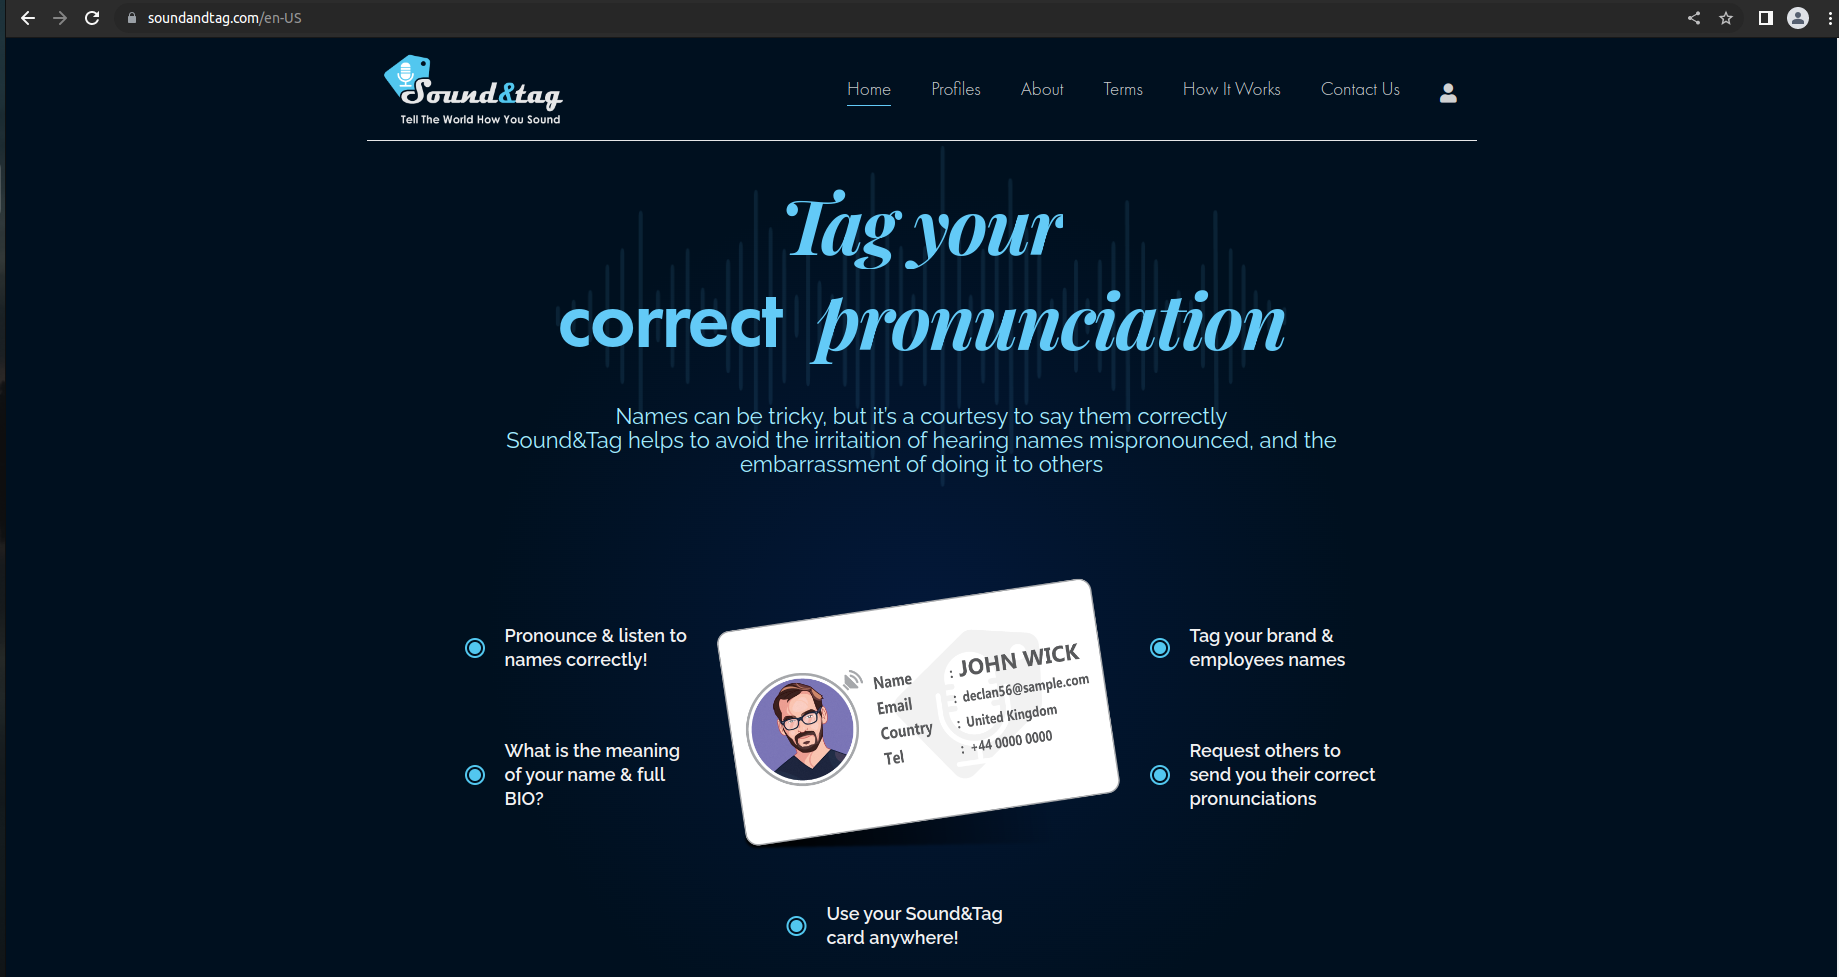 soundandtag.com/en-US
Sound&tag
Tell The World How You Sound
Home Profiles About Terms How It Works Contact Us
Tag your
correct pronunciation
Names can be tricky, but it's a courtesy to say them correctly
Sound&Tag helps to avoid the irritaition of hearing names mispronounced, and the
embarrassment of doing it to others
Pronounce & listen to
names correctly!
What is the meaning
of your name & full
BIO?
Name : JOHN WICK
Email : declan56@sample.com
Country : United Kingdom
Tel : +44 0000 0000
Tag your brand &
employees names
Request others to
send you their correct
pronunciations
Use your Sound&Tag
card anywhere!